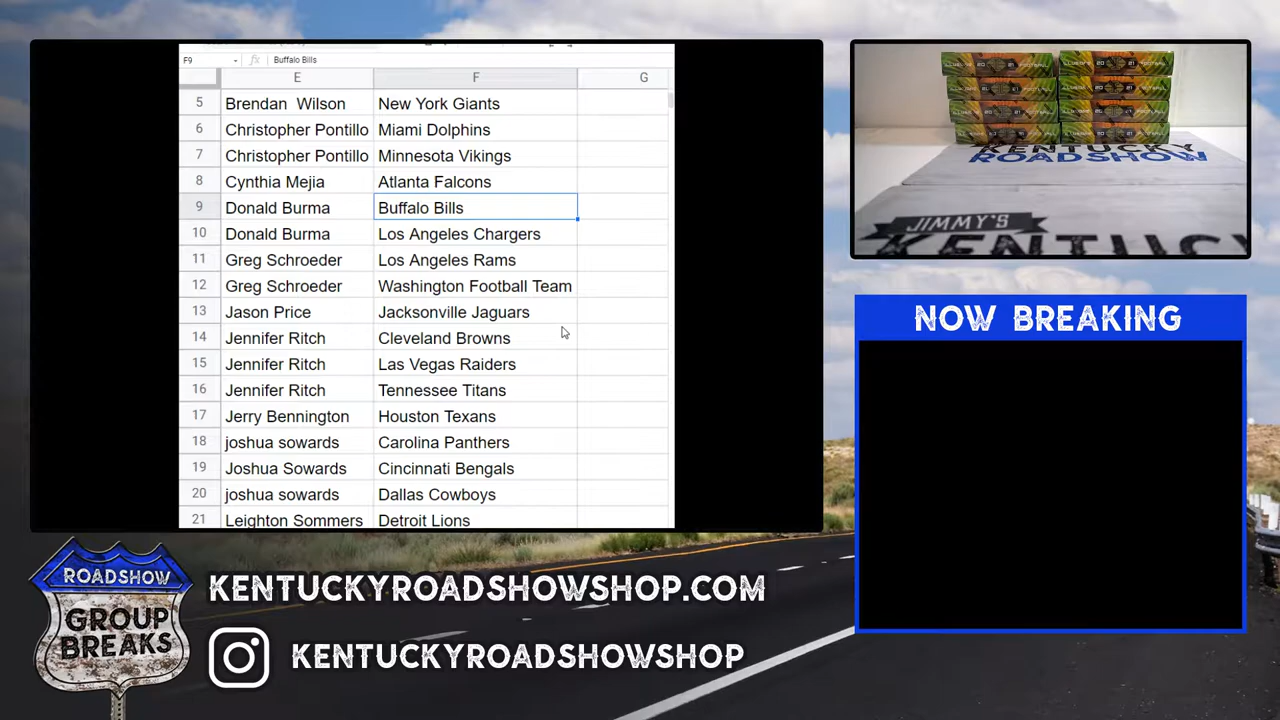 F9 fx Buffalo Bills
E F G
5 Brendan  Wilson New York Giants
6 Christopher Pontillo Miami Dolphins
7 Christopher Pontillo Minnesota Vikings
8 Cynthia Mejia Atlanta Falcons
9 Donald Burma Buffalo Bills
10 Donald Burma Los Angeles Chargers
11 Greg Schroeder Los Angeles Rams
12 Greg Schroeder Washington Football Team
13 Jason Price Jacksonville Jaguars
14 Jennifer Ritch Cleveland Browns
15 Jennifer Ritch Las Vegas Raiders
16 Jennifer Ritch Tennessee Titans
17 Jerry Bennington Houston Texans
18 joshua sowards Carolina Panthers
19 Joshua Sowards Cincinnati Bengals
20 joshua sowards Dallas Cowboys
21 Leighton Sommers Detroit Lions
KENTUCKY
ROADSHOW
JIMMY'S
NOW BREAKING
ROADSHOW
GROUP
BREAKS
KENTUCKYROADSHOWSHOP.COM
KENTUCKYROADSHOWSHOP